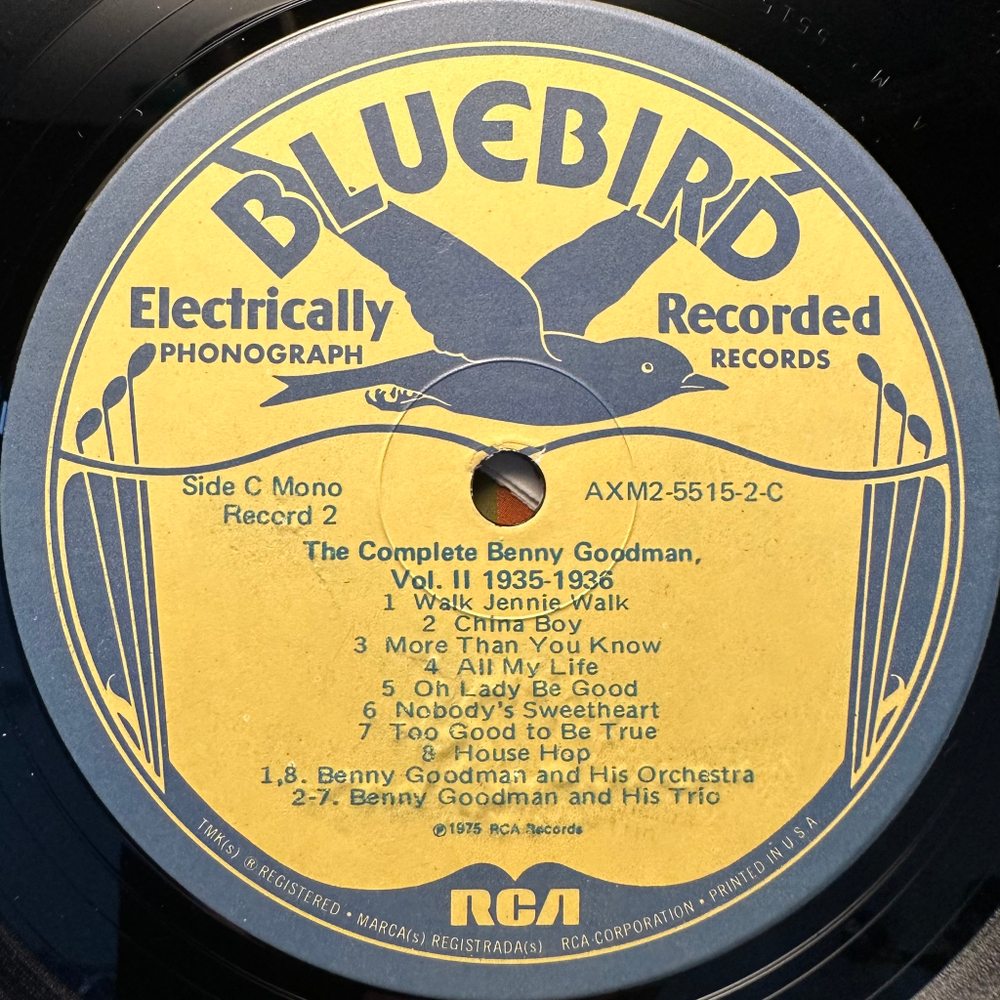 BLUEBIRD
Electrically Recorded
PHONOGRAPH RECORDS
Side C Mono AXM2-5515-2-C
Record 2
The Complete Benny Goodman,
Vol. II 1935-1936
1 Walk Jennie Walk
2 China Boy
3 More Than You Know
4 All My Life
5 Oh Lady Be Good
6 Nobody's Sweetheart
7 Too Good to Be True
8 House Hop
1,8. Benny Goodman and His Orchestra
2-7. Benny Goodman and His Trio
℗1975 RCA Records
RCA
TMK(s) ® REGISTERED • MARCA(s) REGISTRADA(s) RCA CORPORATION • PRINTED IN U S A